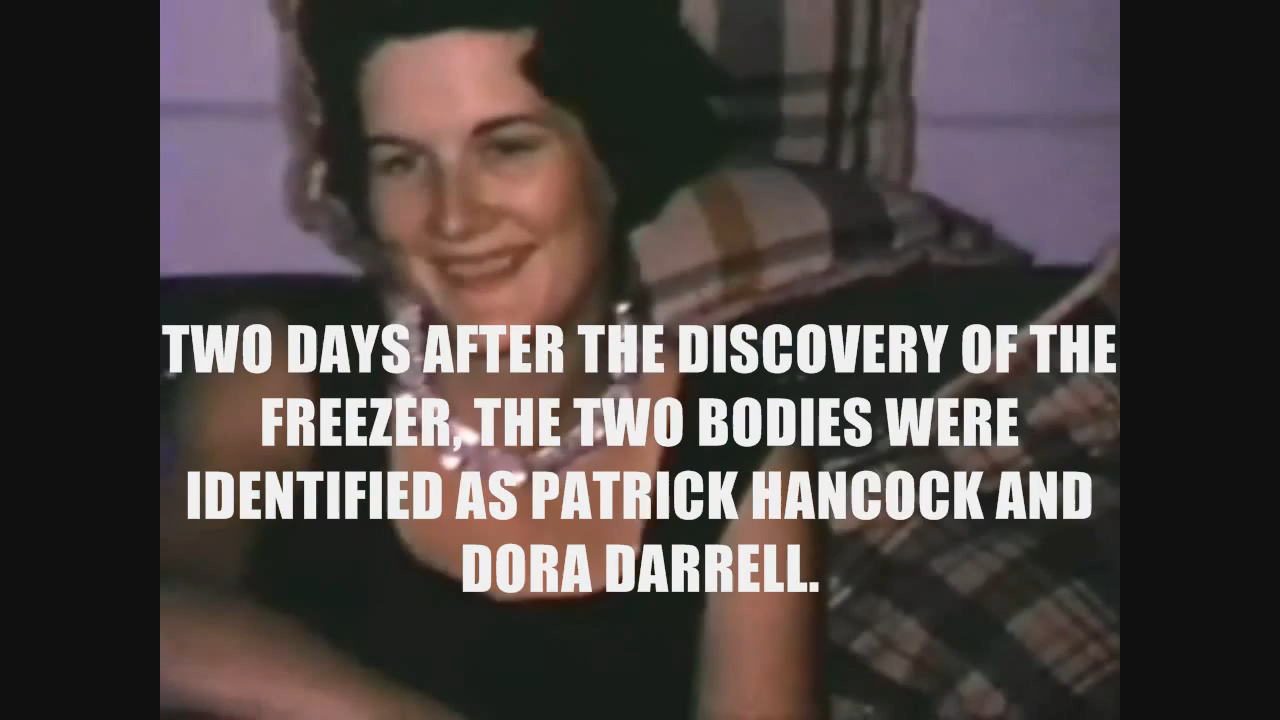 TWO DAYS AFTER THE DISCOVERY OF THE
FREEZER, THE TWO BODIES WERE
IDENTIFIED AS PATRICK HANCOCK AND
DORA DARRELL.